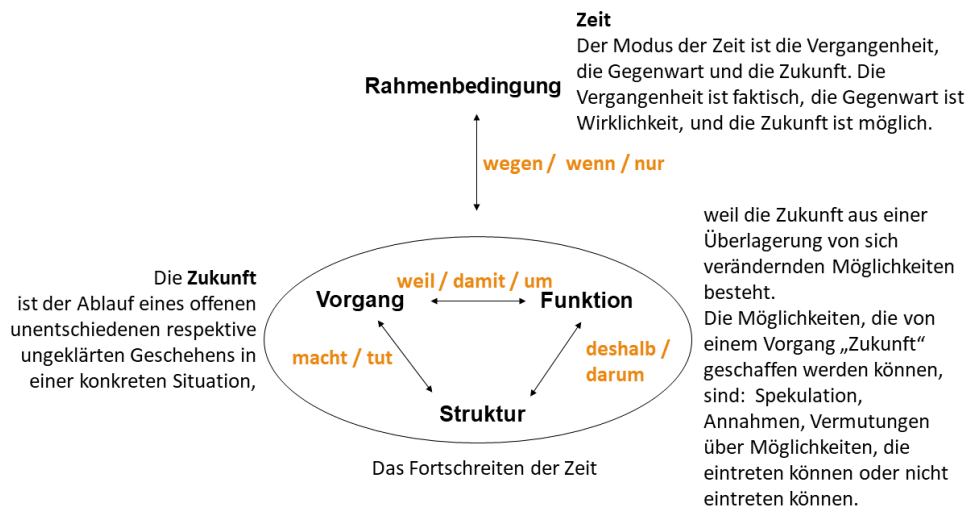 Zeit
Der Modus der Zeit ist die Vergangenheit,
die Gegenwart und die Zukunft. Die
Vergangenheit ist faktisch, die Gegenwart ist
Wirklichkeit, und die Zukunft ist möglich.
Rahmenbedingung
wegen / wenn / nur
Die Zukunft
ist der Ablauf eines offenen
unentschiedenen respektive
ungeklärten Geschehens in
einer konkreten Situation,
weil / damit / um
Vorgang
Funktion
macht / tut
deshalb /
darum
Struktur
Das Fortschreiten der Zeit
weil die Zukunft aus einer
Überlagerung von sich
verändernden Möglichkeiten
besteht.
Die Möglichkeiten, die von
einem Vorgang „Zukunft“
geschaffen werden können,
sind: Spekulation,
Annahmen, Vermutungen
über Möglichkeiten, die
eintreten können oder nicht
eintreten können.